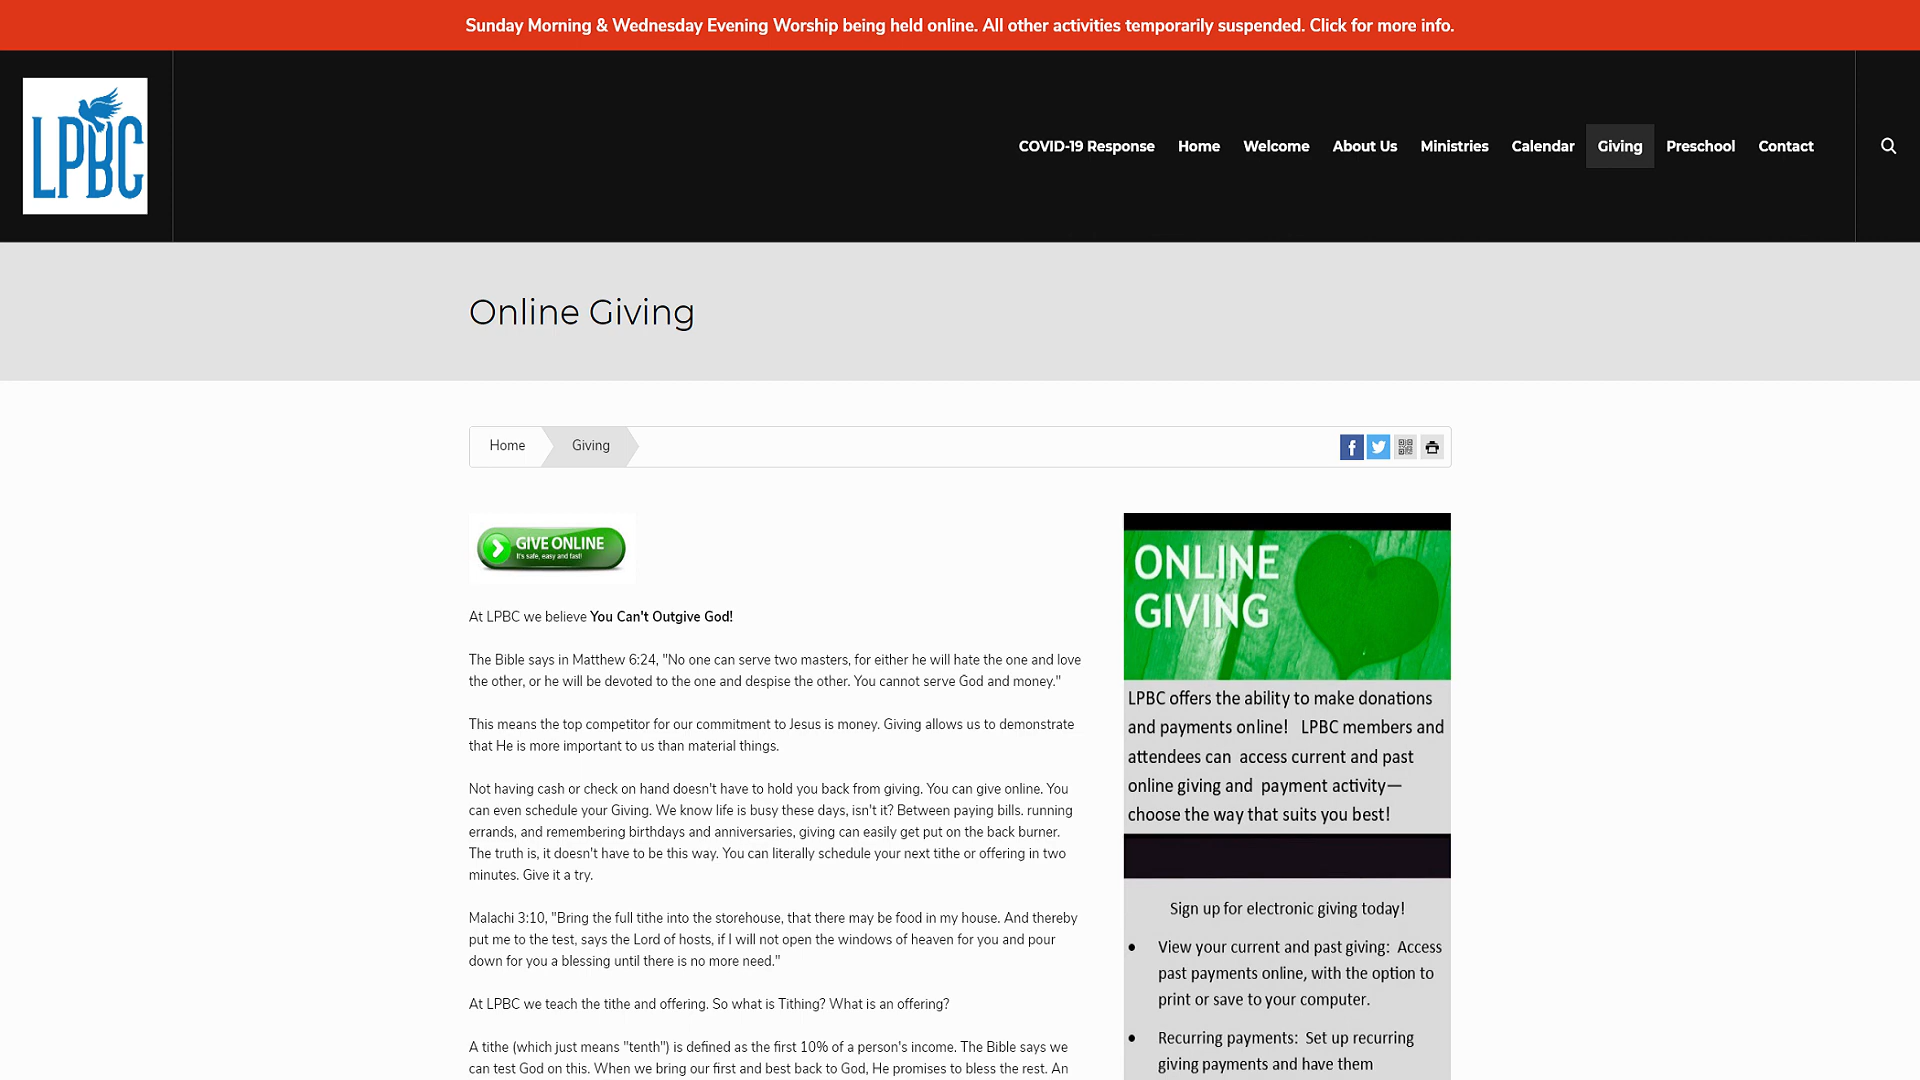 Sunday Morning & Wednesday Evening Worship being held online. All other activities temporarily suspended. Click for more info.
LPBC
COVID-19 Response Home Welcome About Us Ministries Calendar Giving Preschool Contact
Online Giving
Home Giving
GIVE ONLINE
It's safe, easy and fast!
At LPBC we believe You Can't Outgive God!
The Bible says in Matthew 6:24, "No one can serve two masters, for either he will hate the one and love
the other, or he will be devoted to the one and despise the other. You cannot serve God and money."
This means the top competitor for our commitment to Jesus is money. Giving allows us to demonstrate
that He is more important to us than material things.
Not having cash or check on hand doesn't have to hold you back from giving. You can give online. You
can even schedule your Giving. We know life is busy these days, isn't it? Between paying bills. running
errands, and remembering birthdays and anniversaries, giving can easily get put on the back burner.
The truth is, it doesn't have to be this way. You can literally schedule your next tithe or offering in two
minutes. Give it a try.
Malachi 3:10, "Bring the full tithe into the storehouse, that there may be food in my house. And thereby
put me to the test, says the Lord of hosts, if I will not open the windows of heaven for you and pour
down for you a blessing until there is no more need."
At LPBC we teach the tithe and offering. So what is Tithing? What is an offering?
A tithe (which just means "tenth") is defined as the first 10% of a person's income. The Bible says we
can test God on this. When we bring our first and best back to God, He promises to bless the rest. An
ONLINE
GIVING
LPBC offers the ability to make donations
and payments online! LPBC members and
attendees can access current and past
online giving and payment activity—
choose the way that suits you best!
Sign up for electronic giving today!
• View your current and past giving: Access
past payments online, with the option to
print or save to your computer.
• Recurring payments: Set up recurring
giving payments and have them